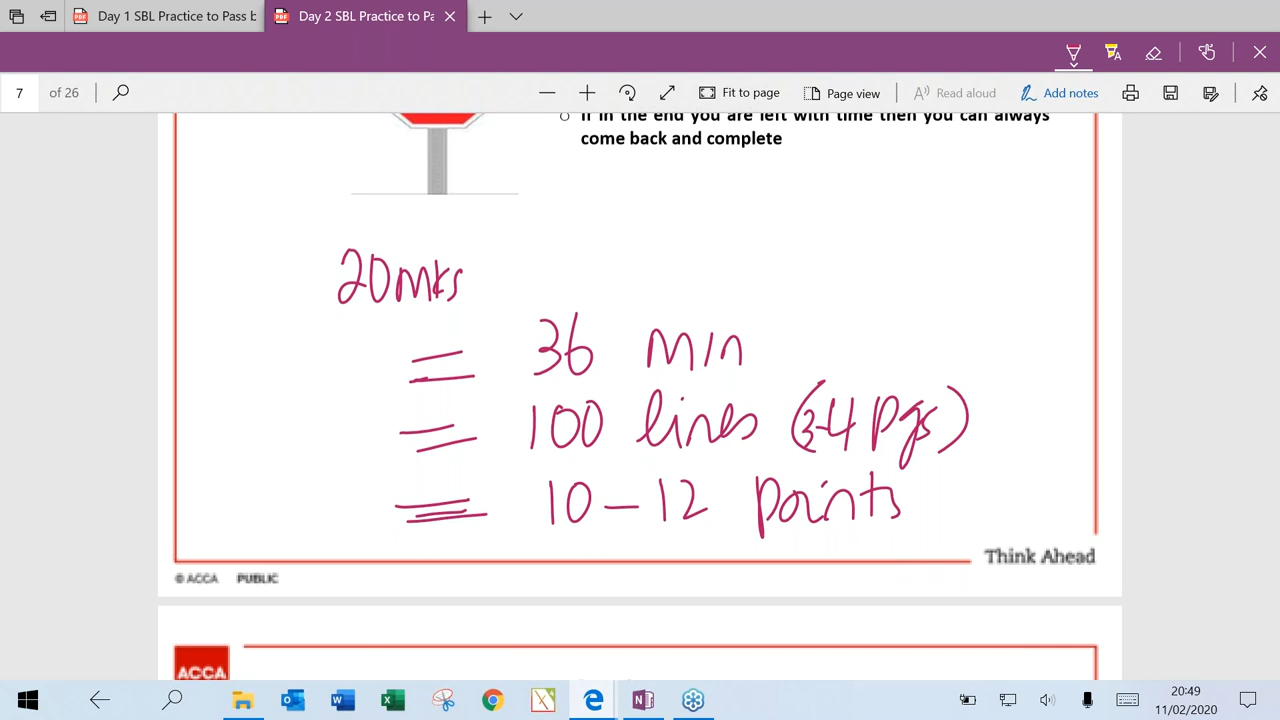 Day 1 SBL Practice to Pass b
Day 2 SBL Practice to Pa
7 of 26
Fit to page
Page view
Read aloud
Add notes
If in the end you are left with time then you can always
come back and complete
20mks
= 36 min
= 100 lines (3-4 pgs)
= 10-12 points
Think Ahead
© ACCA PUBLIC
ACCA
20:49
11/02/2020